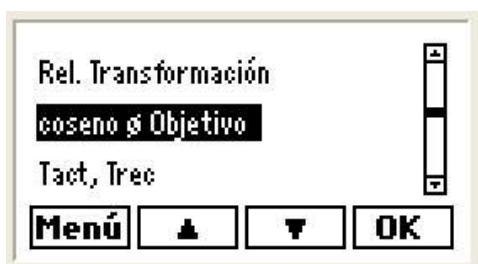 Rel. Transformación
coseno ø Objetivo
Tact, Trec
Menú ▲ ▼ OK